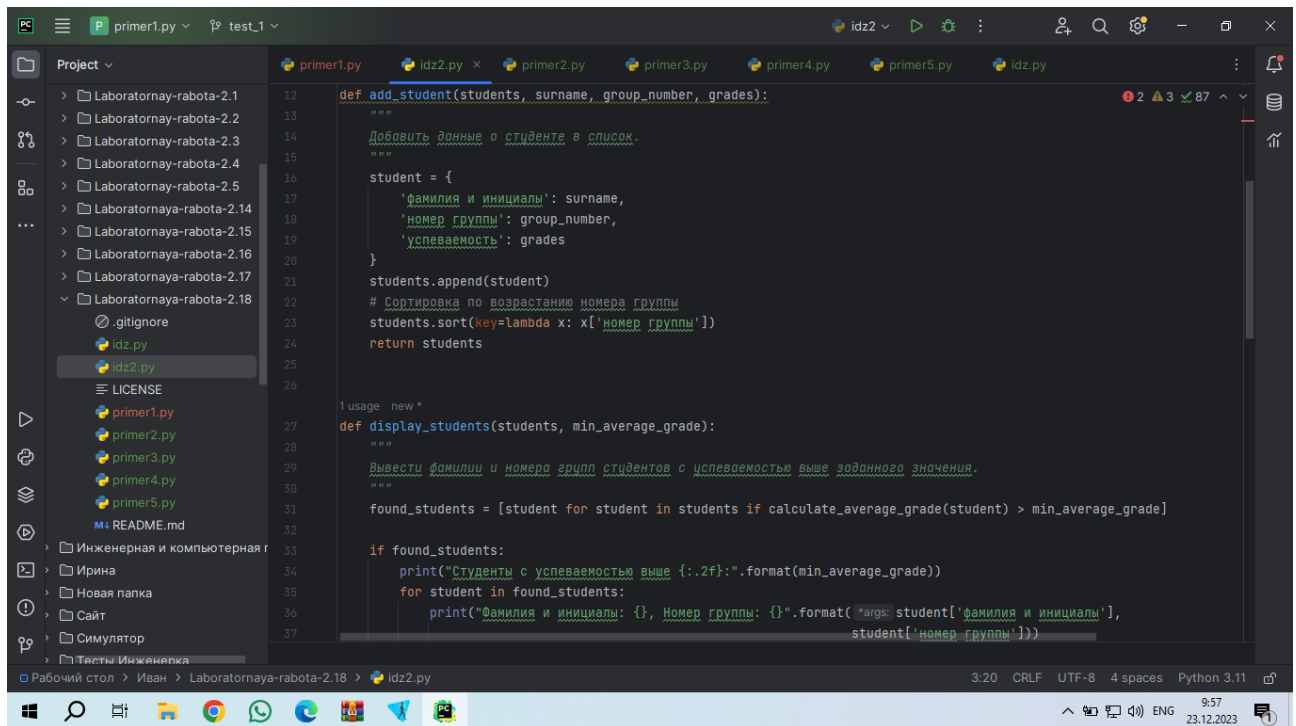 PC P primer1.py test_1 idz2
Project primer1.py idz2.py × primer2.py primer3.py primer4.py primer5.py idz.py
Laboratornay-rabota-2.1
Laboratornay-rabota-2.2
Laboratornay-rabota-2.3
Laboratornay-rabota-2.4
Laboratornay-rabota-2.5
Laboratornaya-rabota-2.14
Laboratornaya-rabota-2.15
Laboratornaya-rabota-2.16
Laboratornaya-rabota-2.17
Laboratornaya-rabota-2.18
.gitignore
idz.py
idz2.py
LICENSE
primer1.py
primer2.py
primer3.py
primer4.py
primer5.py
M↓ README.md
Инженерная и компьютерная г
Ирина
Новая папка
Сайт
Симулятор
Тесты Инженерка
2 3 87
12 def add_student(students, surname, group_number, grades):
13 """
14 Добавить данные о студенте в список.
15 """
16 student = {
17 'фамилия и инициалы': surname,
18 'номер группы': group_number,
19 'успеваемость': grades
20 }
21 students.append(student)
22 # Сортировка по возрастанию номера группы
23 students.sort(key=lambda x: x['номер группы'])
24 return students
25
26
1 usage new *
27 def display_students(students, min_average_grade):
28 """
29 Вывести фамилии и номера групп студентов с успеваемостью выше заданного значения.
30 """
31 found_students = [student for student in students if calculate_average_grade(student) > min_average_grade]
32
33 if found_students:
34 print("Студенты с успеваемостью выше {:.2f}:".format(min_average_grade))
35 for student in found_students:
36 print("Фамилия и инициалы: {}, Номер группы: {}".format( *args: student['фамилия и инициалы'],
37 student['номер группы']))
Рабочий стол > Иван > Laboratornaya-rabota-2.18 > idz2.py 3:20 CRLF UTF-8 4 spaces Python 3.11
ENG 9:57
23.12.2023